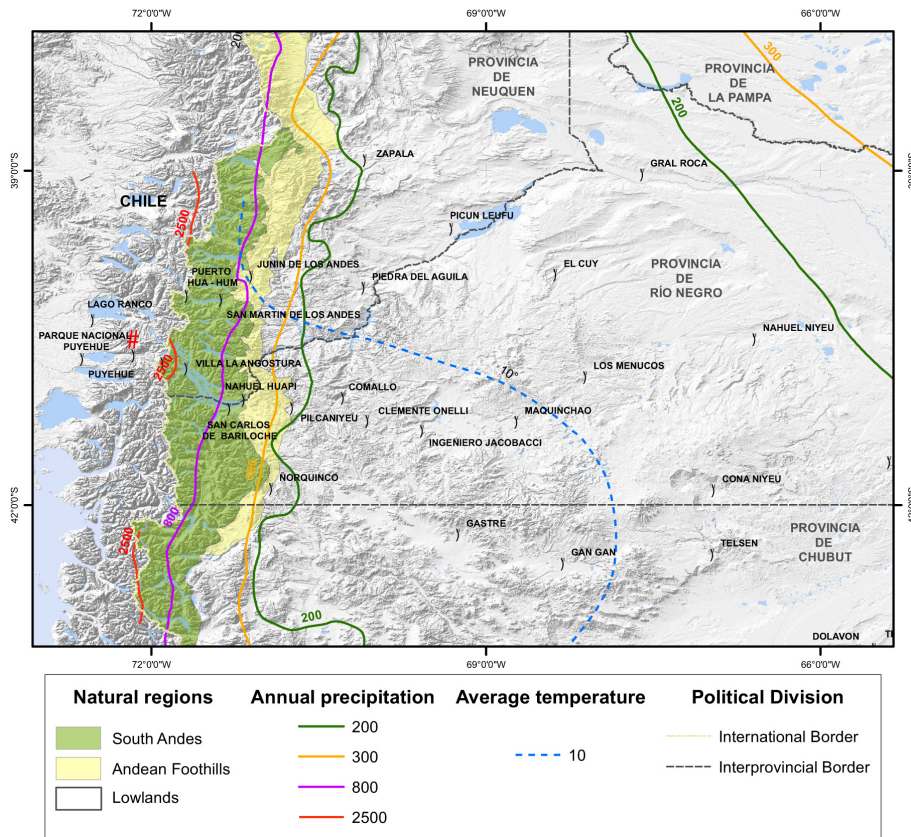 72°0'0"W
69°0'0"W
66°0'0"W
20
PROVINCIA
DE
NEUQUEN
PROVINCIA
DE
LA PAMPA
300
200
ZAPALA
39°0'0"S
GRAL ROCA
CHILE
2500
PICUN LEUFU
JUNIN DE LOS ANDES
EL CUY
PROVINCIA
DE
RÍO NEGRO
PUERTO
HUA - HUM
PIEDRA DEL AGUILA
LAGO RANCO
SAN MARTIN DE LOS ANDES
NAHUEL NIYEU
PARQUE NACIONAL
PUYEHUE
#
PUYEHUE
2500
VILLA LA ANGOSTURA
10°
LOS MENUCOS
NAHUEL HUAPI
COMALLO
SAN CARLOS
DE BARILOCHE
PILCANIYEU
CLEMENTE ONELLI
MAQUINCHAO
INGENIERO JACOBACCI
ÑORQUINCO
CONA NIYEU
42°0'0"S
800
2500
GASTRE
GAN GAN
TELSEN
PROVINCIA
DE
CHUBUT
200
DOLAVON
72°0'0"W
69°0'0"W
66°0'0"W
Natural regions
South Andes
Andean Foothills
Lowlands
Annual precipitation
200
300
800
2500
Average temperature
10
Political Division
International Border
Interprovincial Border